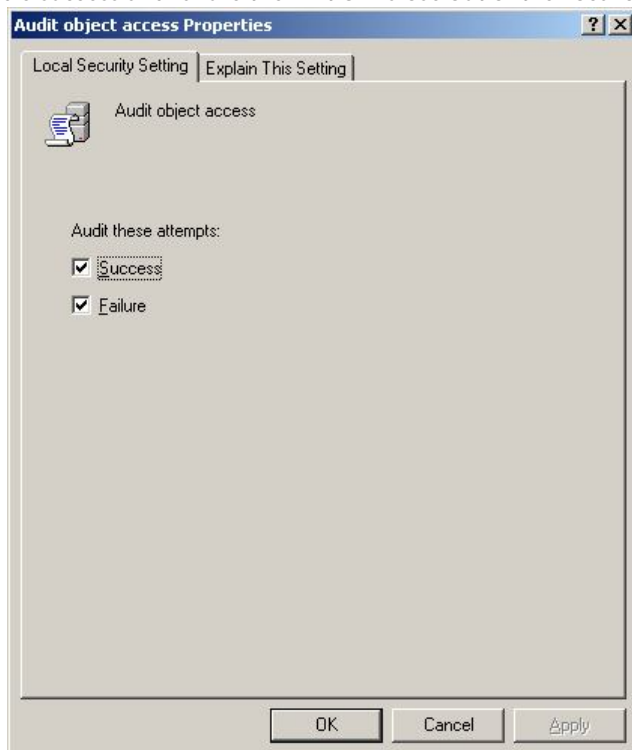 Audit object access Properties
Local Security Setting
Explain This Setting
Audit object access
Audit these attempts:
Success
Failure
OK
Cancel
Apply